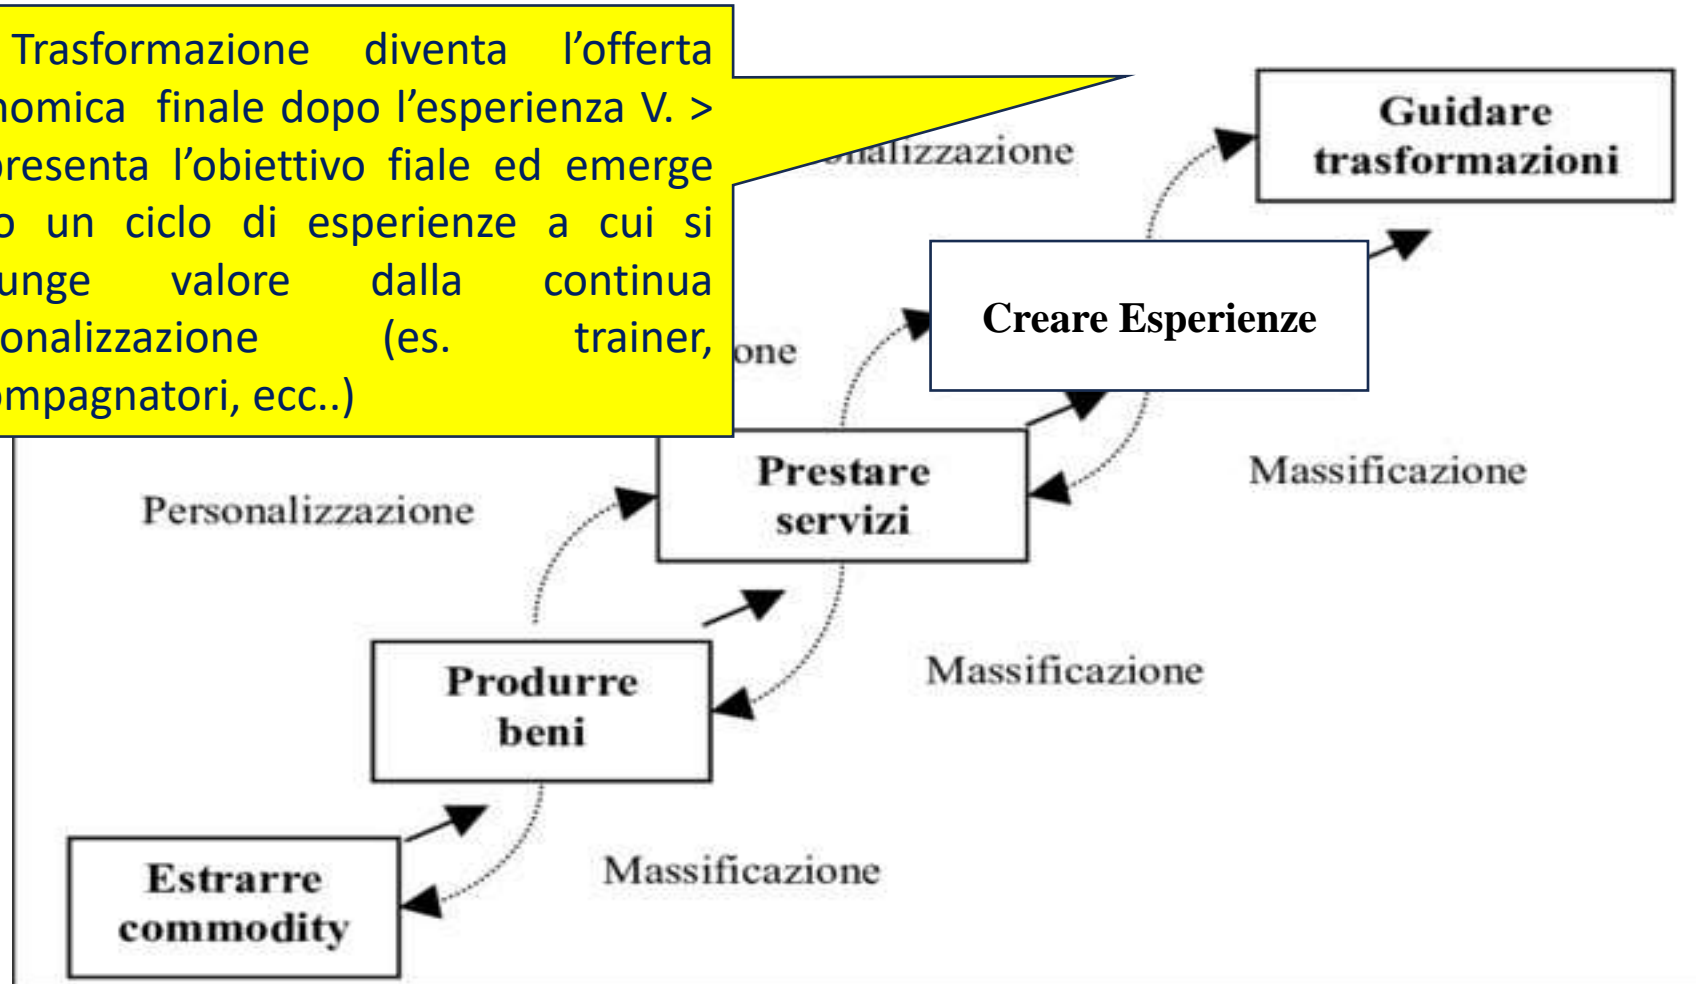 Trasformazione diventa l’offerta
nomica finale dopo l’esperienza V. >
presenta l’obiettivo fiale ed emerge
o un ciclo di esperienze a cui si
unge valore dalla continua
onalizzazione (es. trainer,
ompagnatori, ecc..)
onalizzazione
Guidare
trasformazioni
Creare Esperienze
one
Prestare
servizi
Massificazione
Personalizzazione
Produrre
beni
Massificazione
Estrarre
commodity
Massificazione